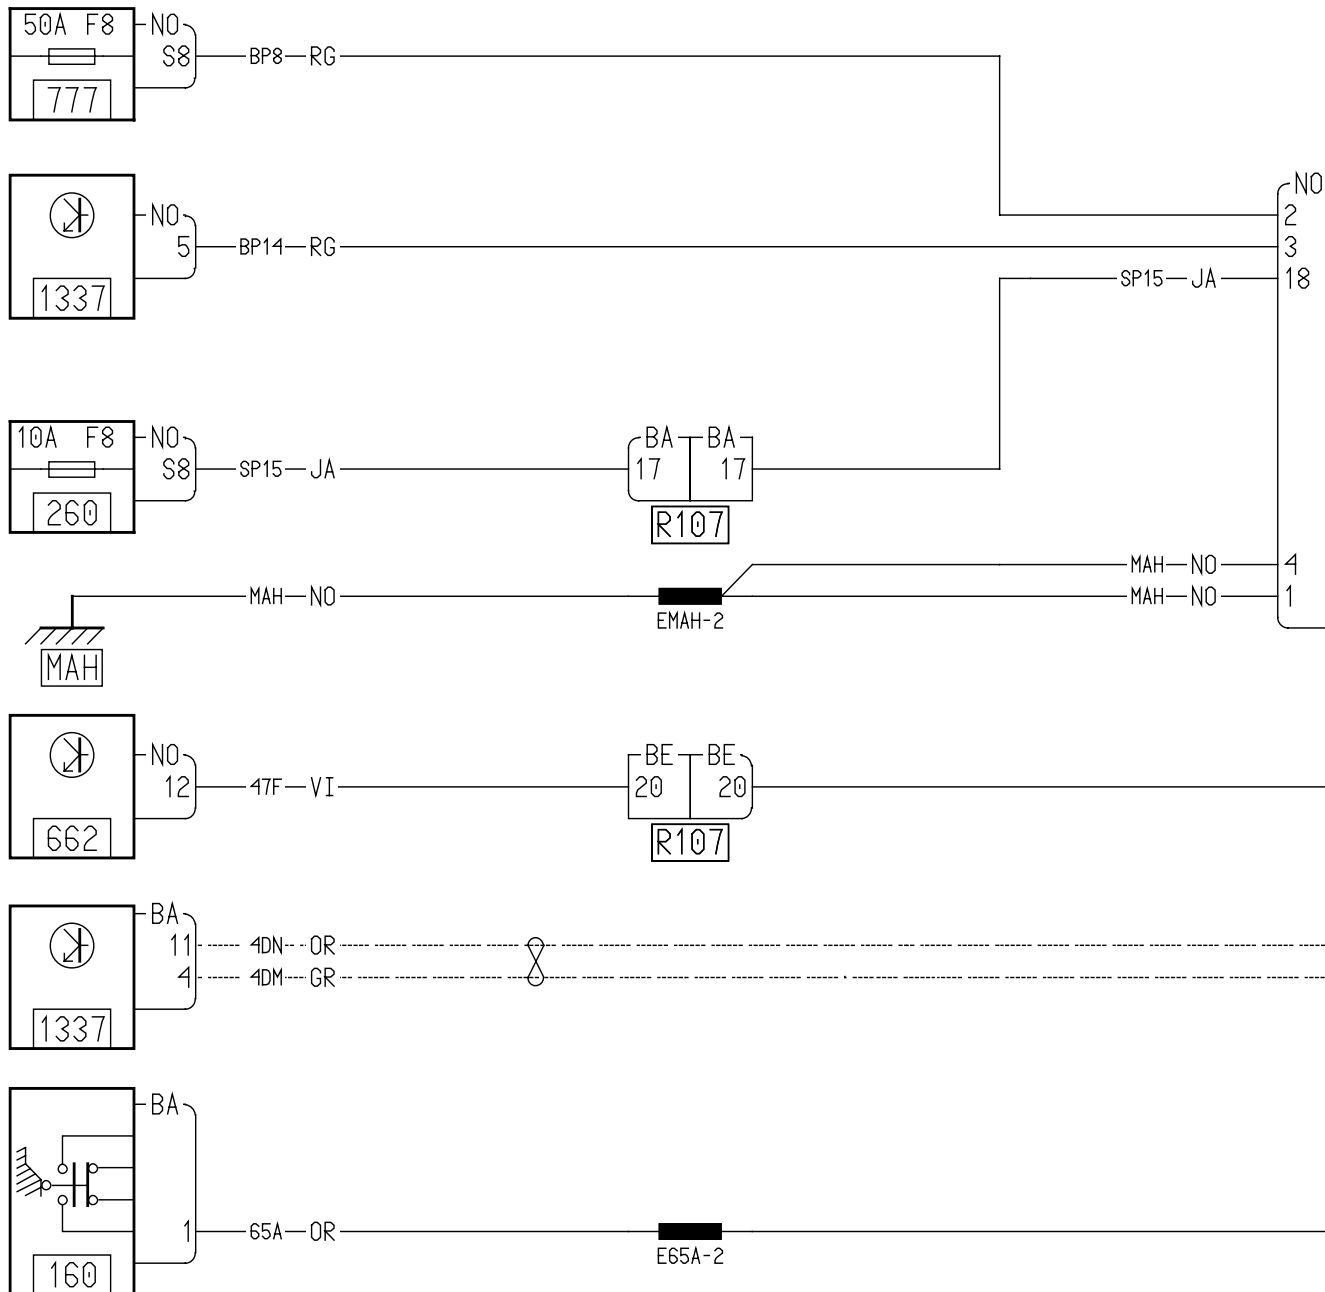 50A F8 NO
S8 BP8 RG
777
NO
NO
2
5 BP14 RG 3
SP15 JA 18
1337
10A F8 NO BA BA
S8 SP15 JA 17 17
260 R107
MAH NO 4
MAH NO MAH NO 1
EMAH-2
MAH
NO BE BE
12 47F VI 20 20
662 R107
BA
11 4DN OR
4 4DM GR
1337
BA
1 65A OR
E65A-2
160